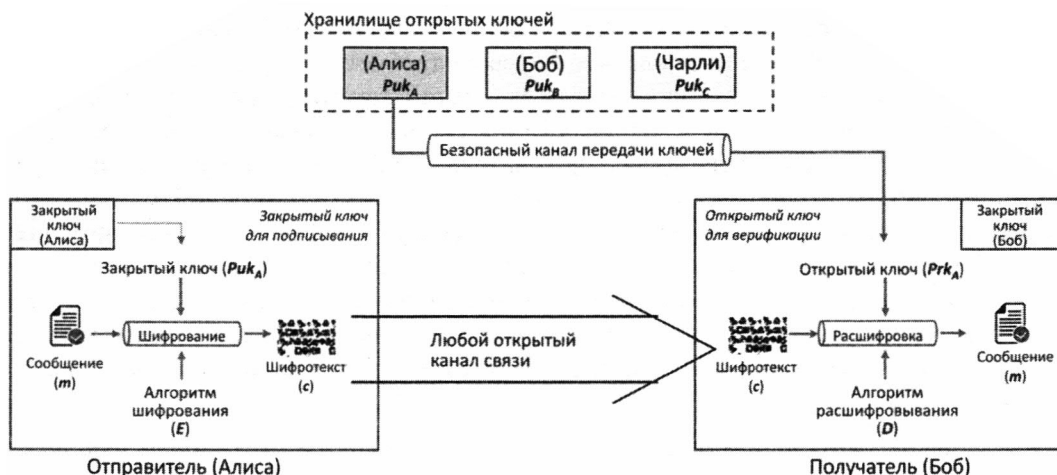 Хранилище открытых ключей
(Алиса)
Puk_A
(Боб)
Puk_B
(Чарли)
Puk_C
Безопасный канал передачи ключей
Закрытый
ключ
(Алиса)
Закрытый ключ
для подписывания
Закрытый ключ (Puk_A)
Сообщение
(m)
Шифрование
Шифротекст
(c)
Алгоритм
шифрования
(E)
Отправитель (Алиса)
Любой открытый
канал связи
Открытый ключ
для верификации
Закрытый
ключ
(Боб)
Открытый ключ (Prk_A)
Шифротекст
(c)
Расшифровка
Сообщение
(m)
Алгоритм
расшифровывания
(D)
Получатель (Боб)